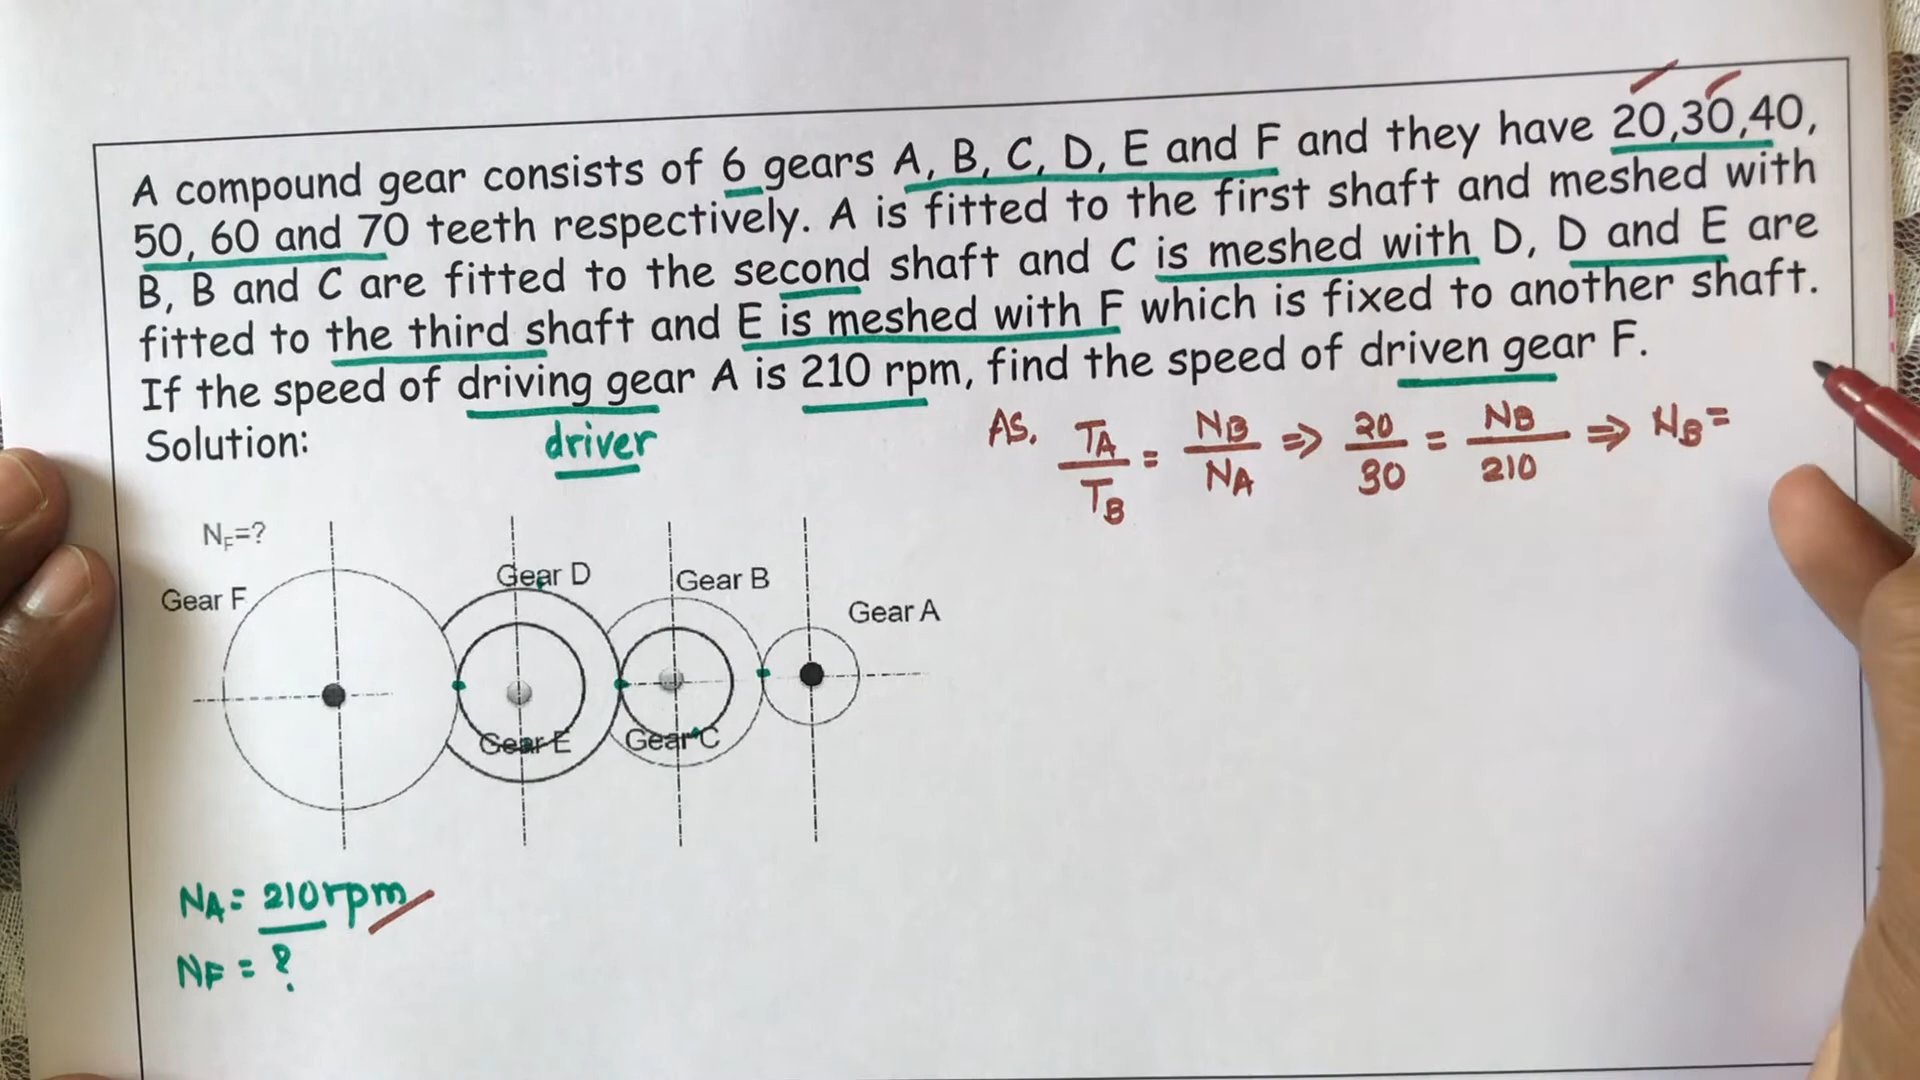 A compound gear consists of 6 gears A, B, C, D, E and F and they have 20,30,40,
50, 60 and 70 teeth respectively. A is fitted to the first shaft and meshed with
B, B and C are fitted to the second shaft and C is meshed with D, D and E are
fitted to the third shaft and E is meshed with F which is fixed to another shaft.
If the speed of driving gear A is 210 rpm, find the speed of driven gear F.
Solution:
driver
As. TA/TB = NB/NA ⇒ 20/30 = NB/210 ⇒ NB=
NF=?
Gear F
Gear D
Gear B
Gear A
Gear E
Gear C
NA= 210rpm
NF = ?